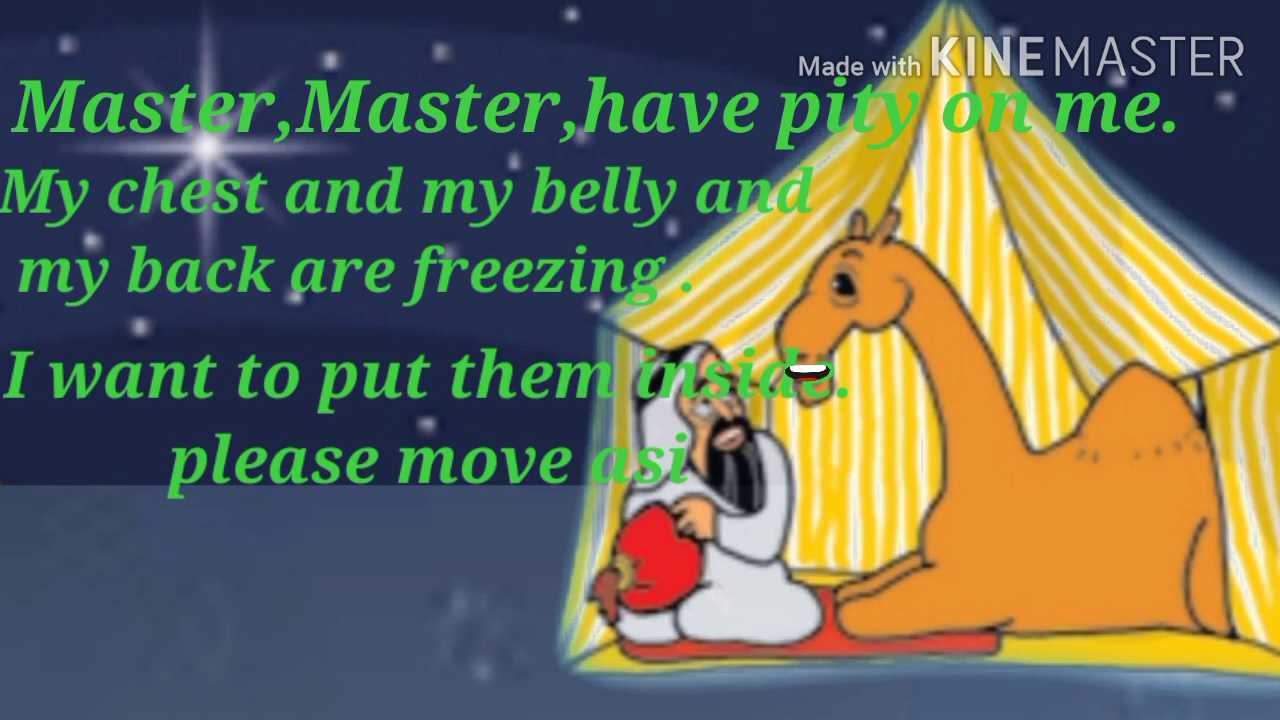 Made with KINEMASTER
Master,Master,have pity on me.
My chest and my belly and
my back are freezing .
I want to put them inside.
please move asi